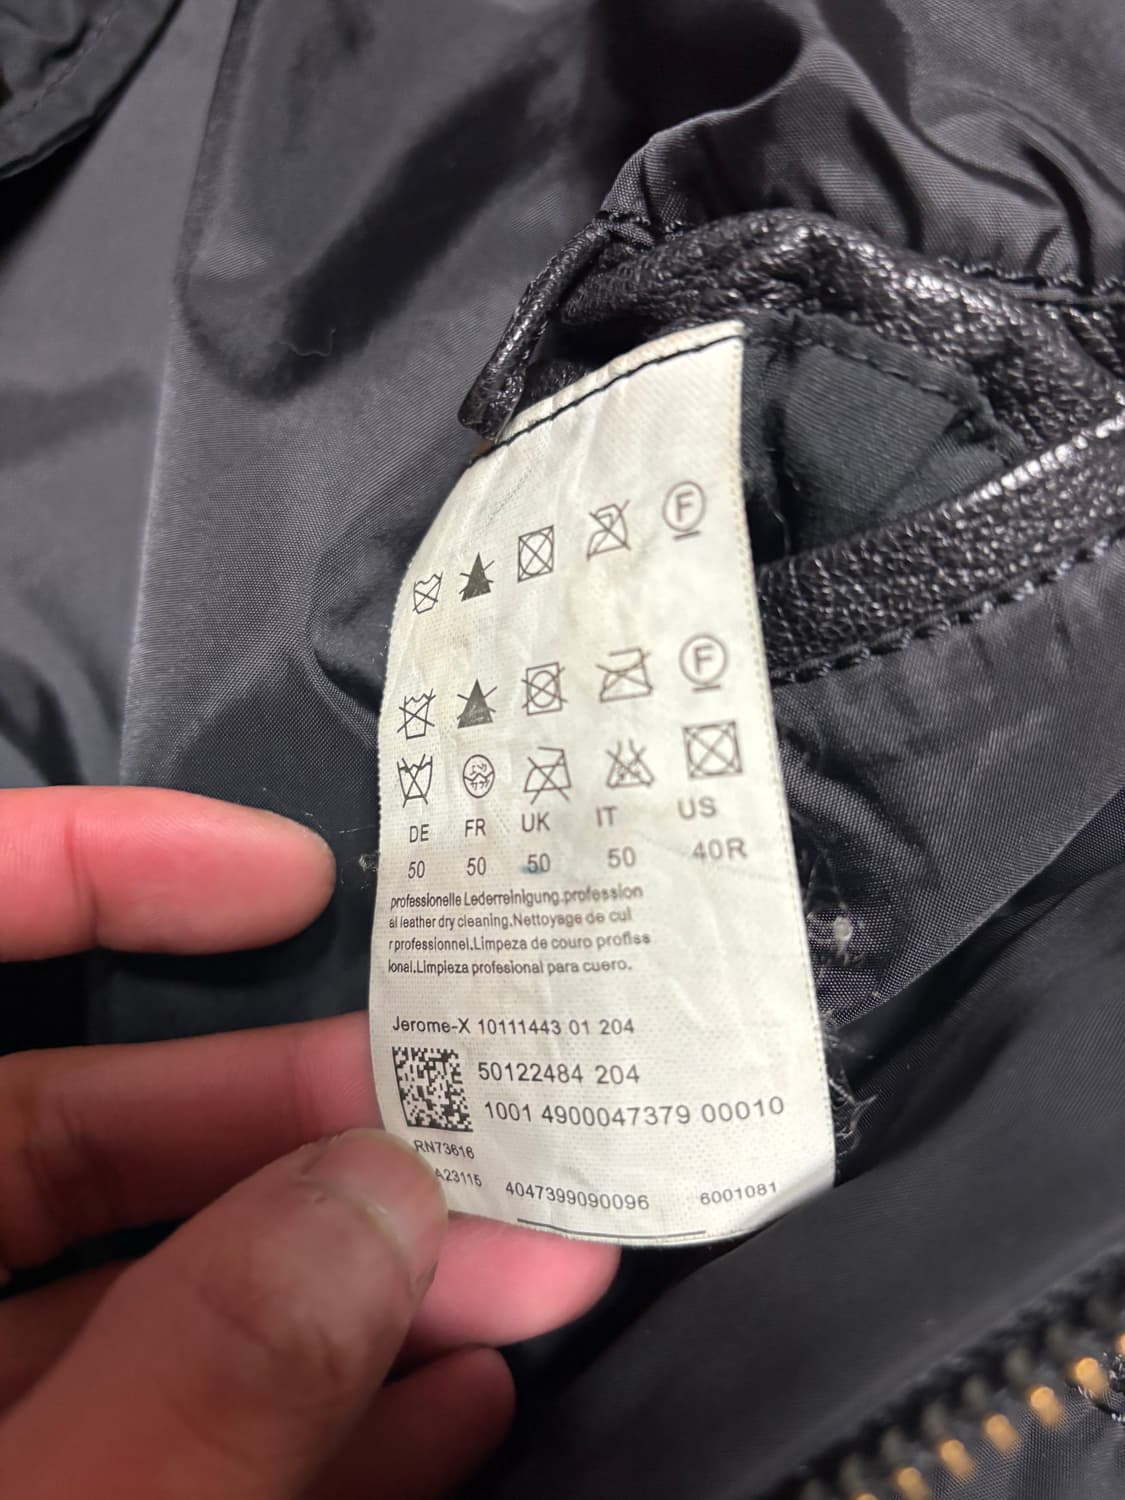 F
F
DE FR UK IT US
50 50 50 50 40R
professionelle Lederreinigung.profession
al leather dry cleaning.Nettoyage de cui
r professionnel.Limpeza de couro profiss
ional.Limpieza profesional para cuero.
Jerome-X 10111443 01 204
50122484 204
1001 4900047379 00010
RN73616
A23115 4047399090096 6001081